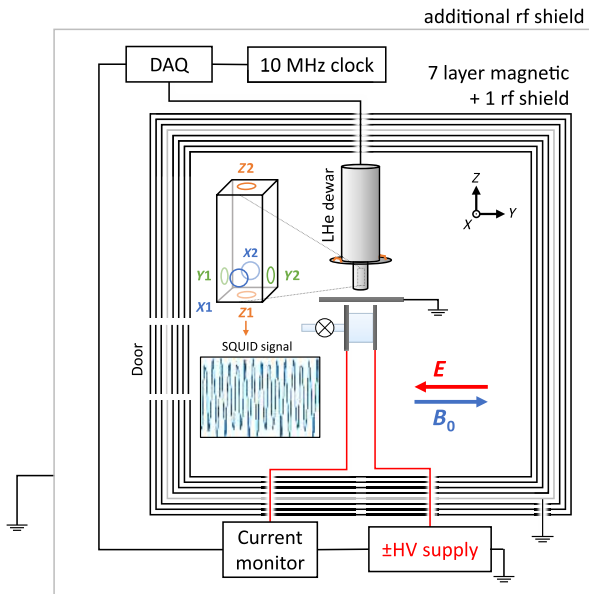 additional rf shield
DAQ
10 MHz clock
7 layer magnetic
+ 1 rf shield
Z2
LHe dewar
Z
X
Y
X2
Y1
Y2
X1
Z1
SQUID signal
Door
E
B0
Current
monitor
±HV supply